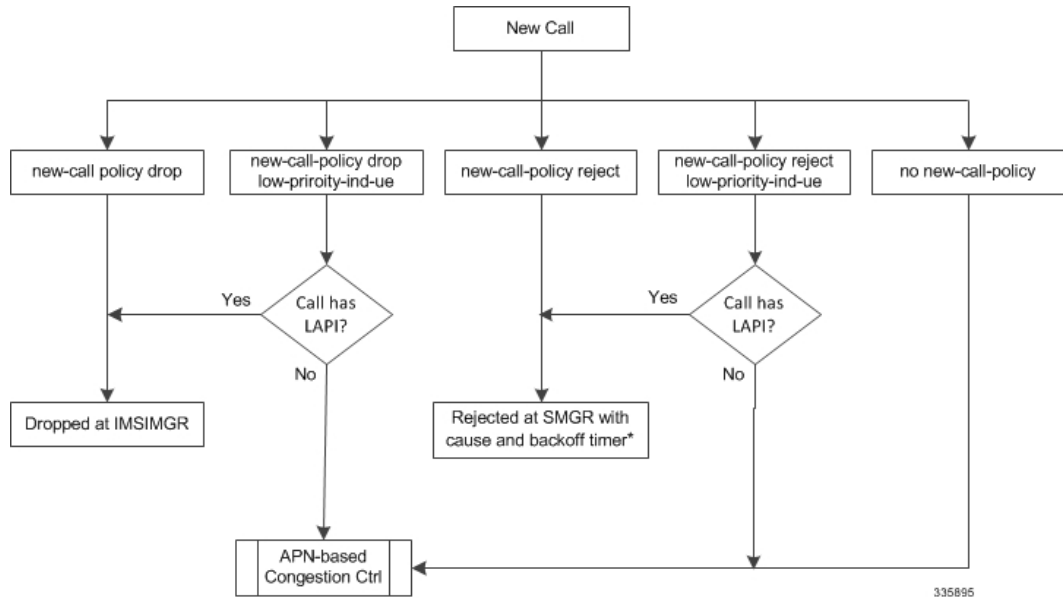 New Call
new-call policy drop
new-call-policy drop
low-priroity-ind-ue
new-call-policy reject
new-call-policy reject
low-priority-ind-ue
no new-call-policy
Yes
Call has
LAPI?
No
Yes
Call has
LAPI?
No
Dropped at IMSIMGR
Rejected at SMGR with
cause and backoff timer*
APN-based
Congestion Ctrl
335895